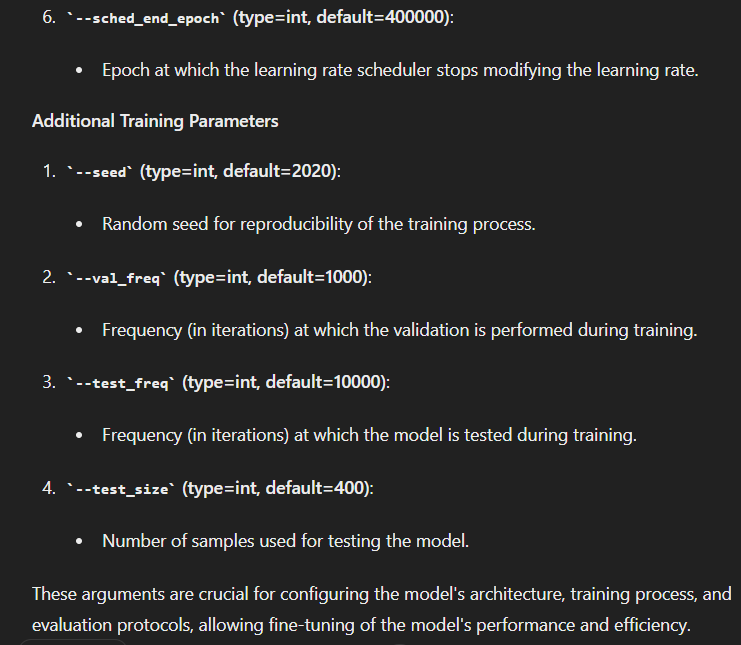 6. `--sched_end_epoch` (type=int, default=400000):
• Epoch at which the learning rate scheduler stops modifying the learning rate.
Additional Training Parameters
1. `--seed` (type=int, default=2020):
• Random seed for reproducibility of the training process.
2. `--val_freq` (type=int, default=1000):
• Frequency (in iterations) at which the validation is performed during training.
3. `--test_freq` (type=int, default=10000):
• Frequency (in iterations) at which the model is tested during training.
4. `--test_size` (type=int, default=400):
• Number of samples used for testing the model.
These arguments are crucial for configuring the model's architecture, training process, and
evaluation protocols, allowing fine-tuning of the model's performance and efficiency.